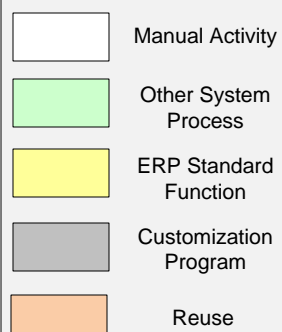 Manual Activity
Other System
Process
ERP Standard
Function
Customization
Program
Reuse